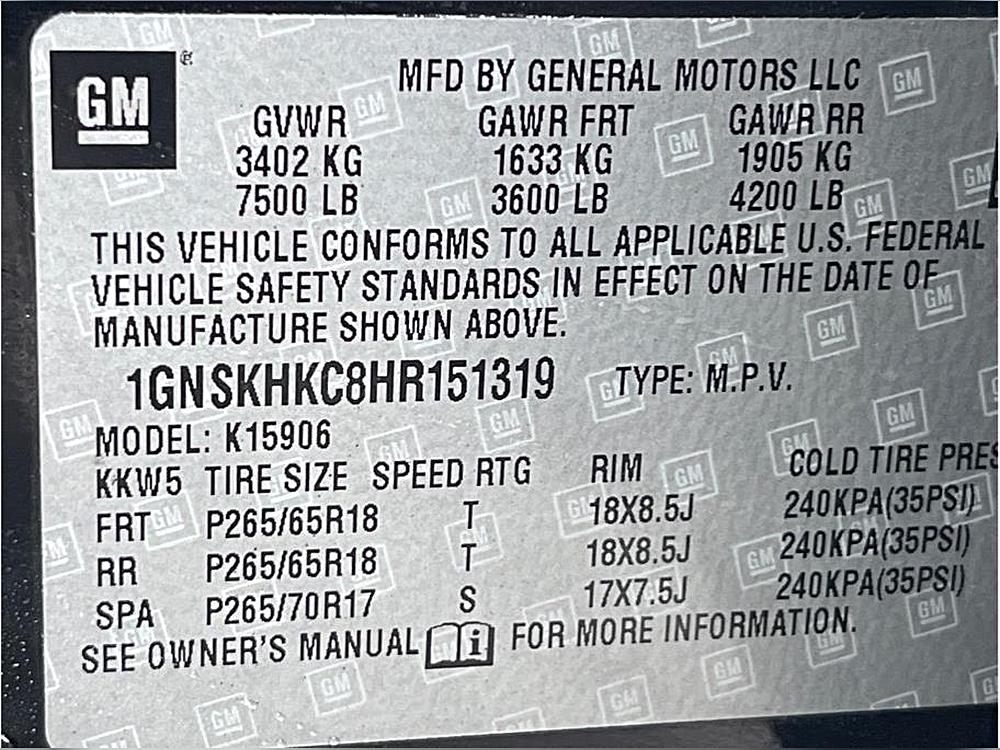 GM
MFD BY GENERAL MOTORS LLC
GVWR GAWR FRT GAWR RR
3402 KG 1633 KG 1905 KG
7500 LB 3600 LB 4200 LB
THIS VEHICLE CONFORMS TO ALL APPLICABLE U.S. FEDERAL
VEHICLE SAFETY STANDARDS IN EFFECT ON THE DATE OF
MANUFACTURE SHOWN ABOVE.
1GNSKHKC8HR151319 TYPE: M.P.V.
MODEL: K15906
KKW5 TIRE SIZE SPEED RTG RIM COLD TIRE PRES
FRT P265/65R18 T 18X8.5J 240KPA(35PSI)
RR P265/65R18 T 18X8.5J 240KPA(35PSI)
SPA P265/70R17 S 17X7.5J 240KPA(35PSI)
SEE OWNER'S MANUAL i FOR MORE INFORMATION.